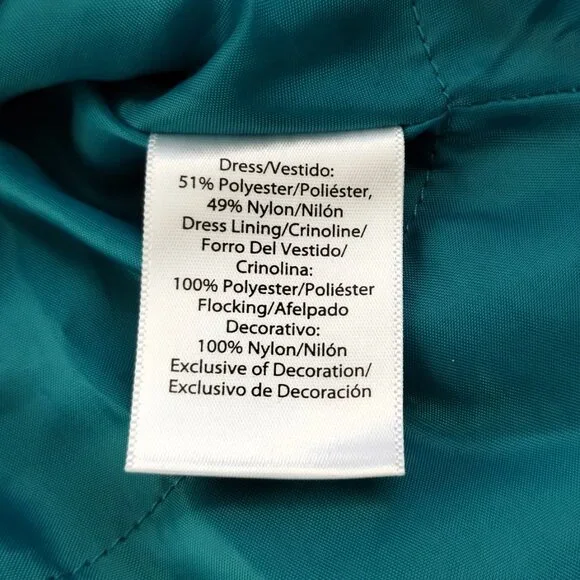 Dress/Vestido:
51% Polyester/Poliéster,
49% Nylon/Nilón
Dress Lining/Crinoline/
Forro Del Vestido/
Crinolina:
100% Polyester/Poliéster
Flocking/Afelpado
Decorativo:
100% Nylon/Nilón
Exclusive of Decoration/
Exclusivo de Decoración